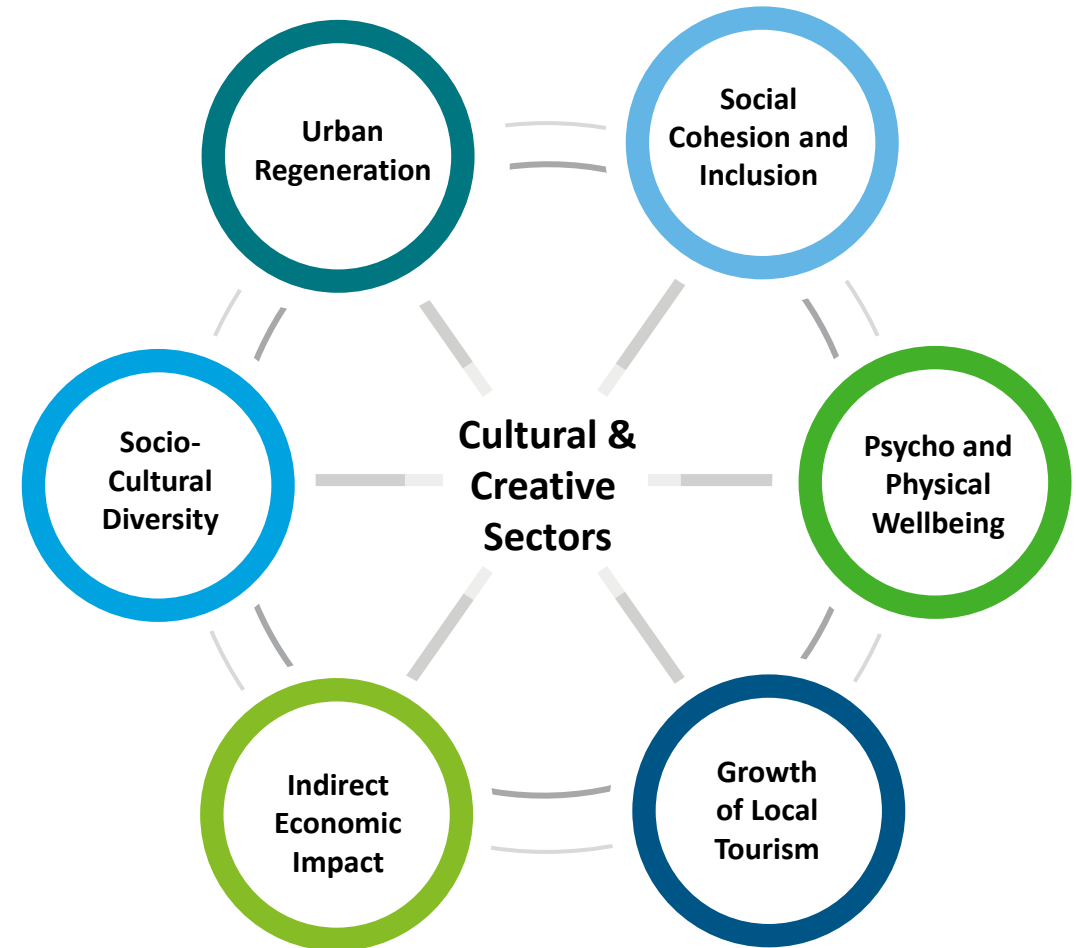 Urban
Regeneration
Social
Cohesion and
Inclusion
Socio-
Cultural
Diversity
Cultural &
Creative
Sectors
Psycho and
Physical
Wellbeing
Indirect
Economic
Impact
Growth
of Local
Tourism